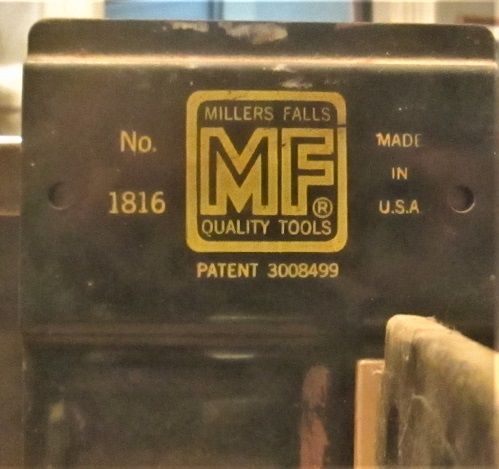 No.
1816
MILLERS FALLS
MF®
QUALITY TOOLS
PATENT 3008499
MADE
IN
U.S.A